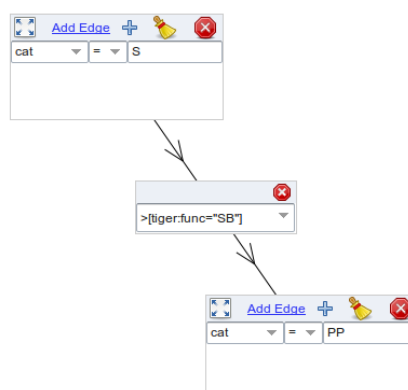 Add Edge
cat = S
>[tiger:func="SB"]
Add Edge
cat = PP